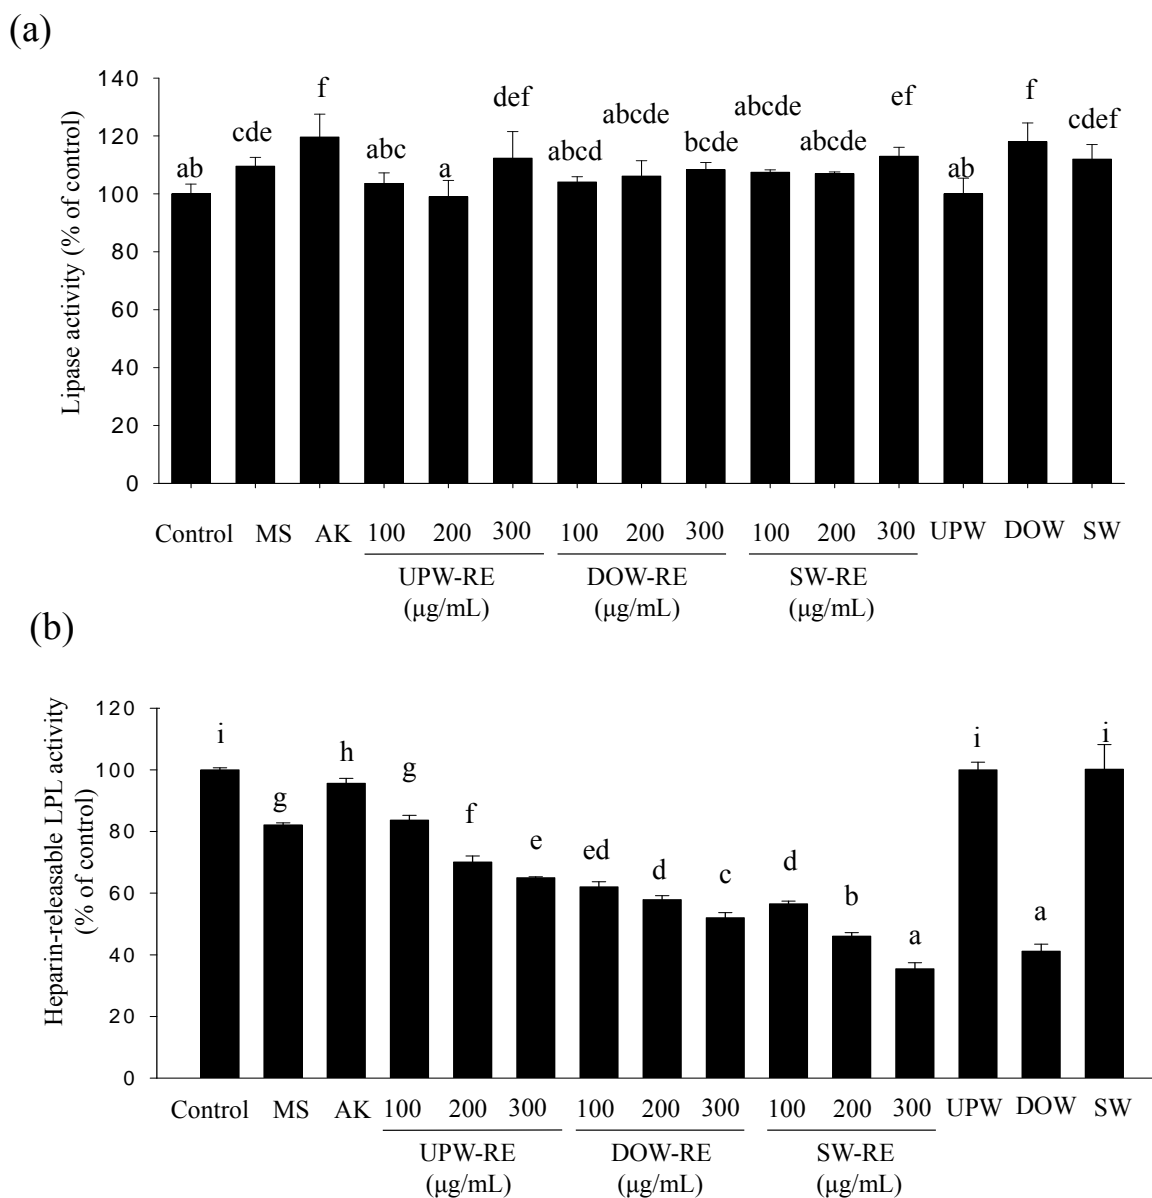 (a)
Lipase activity (% of control)
140
120
100
80
60
40
20
0
ab
cde
f
abc
a
def
abcd
abcde
bcde
abcde
abcde
ef
ab
f
cdef
Control MS AK 100 200 300 100 200 300 100 200 300 UPW DOW SW
UPW-RE DOW-RE SW-RE
(μg/mL) (μg/mL) (μg/mL)
(b)
Heparin-releasable LPL activity
(% of control)
120
100
80
60
40
20
0
i
g
h
g
f
e
ed
d
c
d
b
a
i
a
i
Control MS AK 100 200 300 100 200 300 100 200 300 UPW DOW SW
UPW-RE DOW-RE SW-RE
(μg/mL) (μg/mL) (μg/mL)